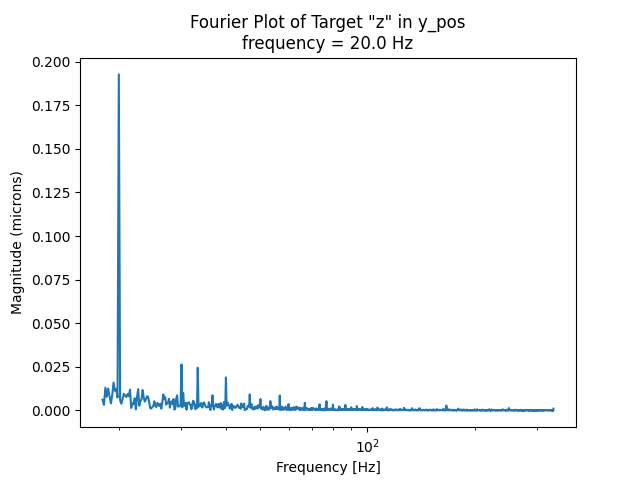 Fourier Plot of Target "z" in y_pos
frequency = 20.0 Hz
0.200
0.175
0.150
0.125
0.100
0.075
0.050
0.025
0.000
Magnitude (microns)
10²
Frequency [Hz]